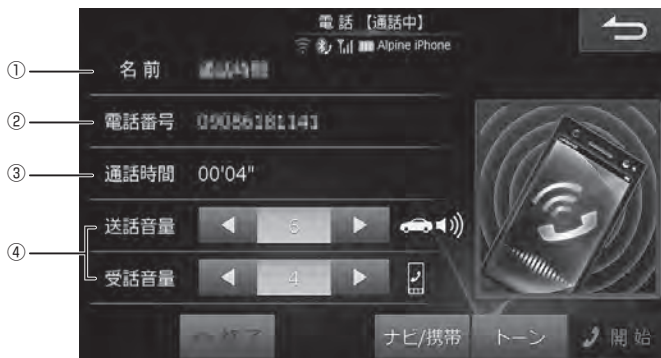 電話【通話中】
Alpine iPhone
① 名前
② 電話番号 09086181141
③ 通話時間 00'04"
④ 送話音量 6
受話音量 4
ナビ/携帯 トーン 開始